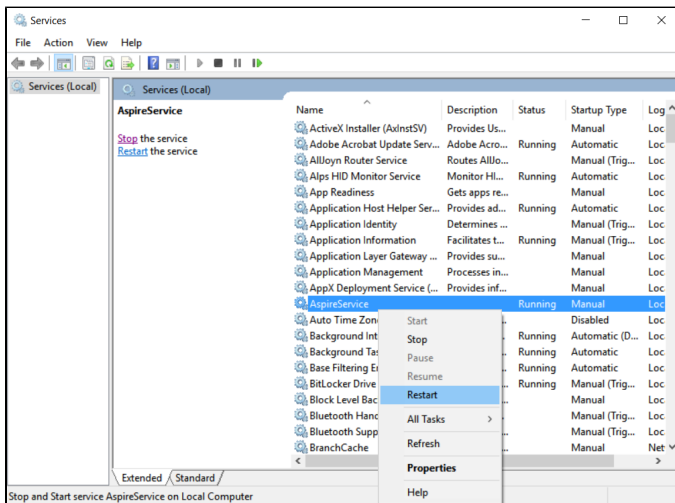 Services
File Action View Help
Services (Local)
Services (Local)
AspireService
Stop the service
Restart the service
Name Description Status Startup Type Log
ActiveX Installer (AxInstSV) Provides Us... Manual Loc
Adobe Acrobat Update Serv... Adobe Acro... Running Automatic Loc
AllJoyn Router Service Routes AllJo... Manual (Trig... Loc
Alps HID Monitor Service Monitor HI... Running Automatic Loc
App Readiness Gets apps re... Manual Loc
Application Host Helper Ser... Provides ad... Running Automatic Loc
Application Identity Determines ... Manual (Trig... Loc
Application Information Facilitates t... Running Manual (Trig... Loc
Application Layer Gateway ... Provides su... Manual Loc
Application Management Processes in... Manual Loc
AppX Deployment Service (... Provides inf... Manual Loc
AspireService Running Manual Loc
Auto Time Zon Disabled Loc
Background Int Running Automatic (D... Loc
Background Tas Running Automatic Loc
Base Filtering E Running Automatic Loc
BitLocker Drive Running Manual (Trig... Loc
Block Level Bac Manual Loc
Bluetooth Hand Manual (Trig... Loc
Bluetooth Supp Manual (Trig... Loc
BranchCache Manual Net
Start
Stop
Pause
Resume
Restart
All Tasks
Refresh
Properties
Help
Extended Standard
Stop and Start service AspireService on Local Computer